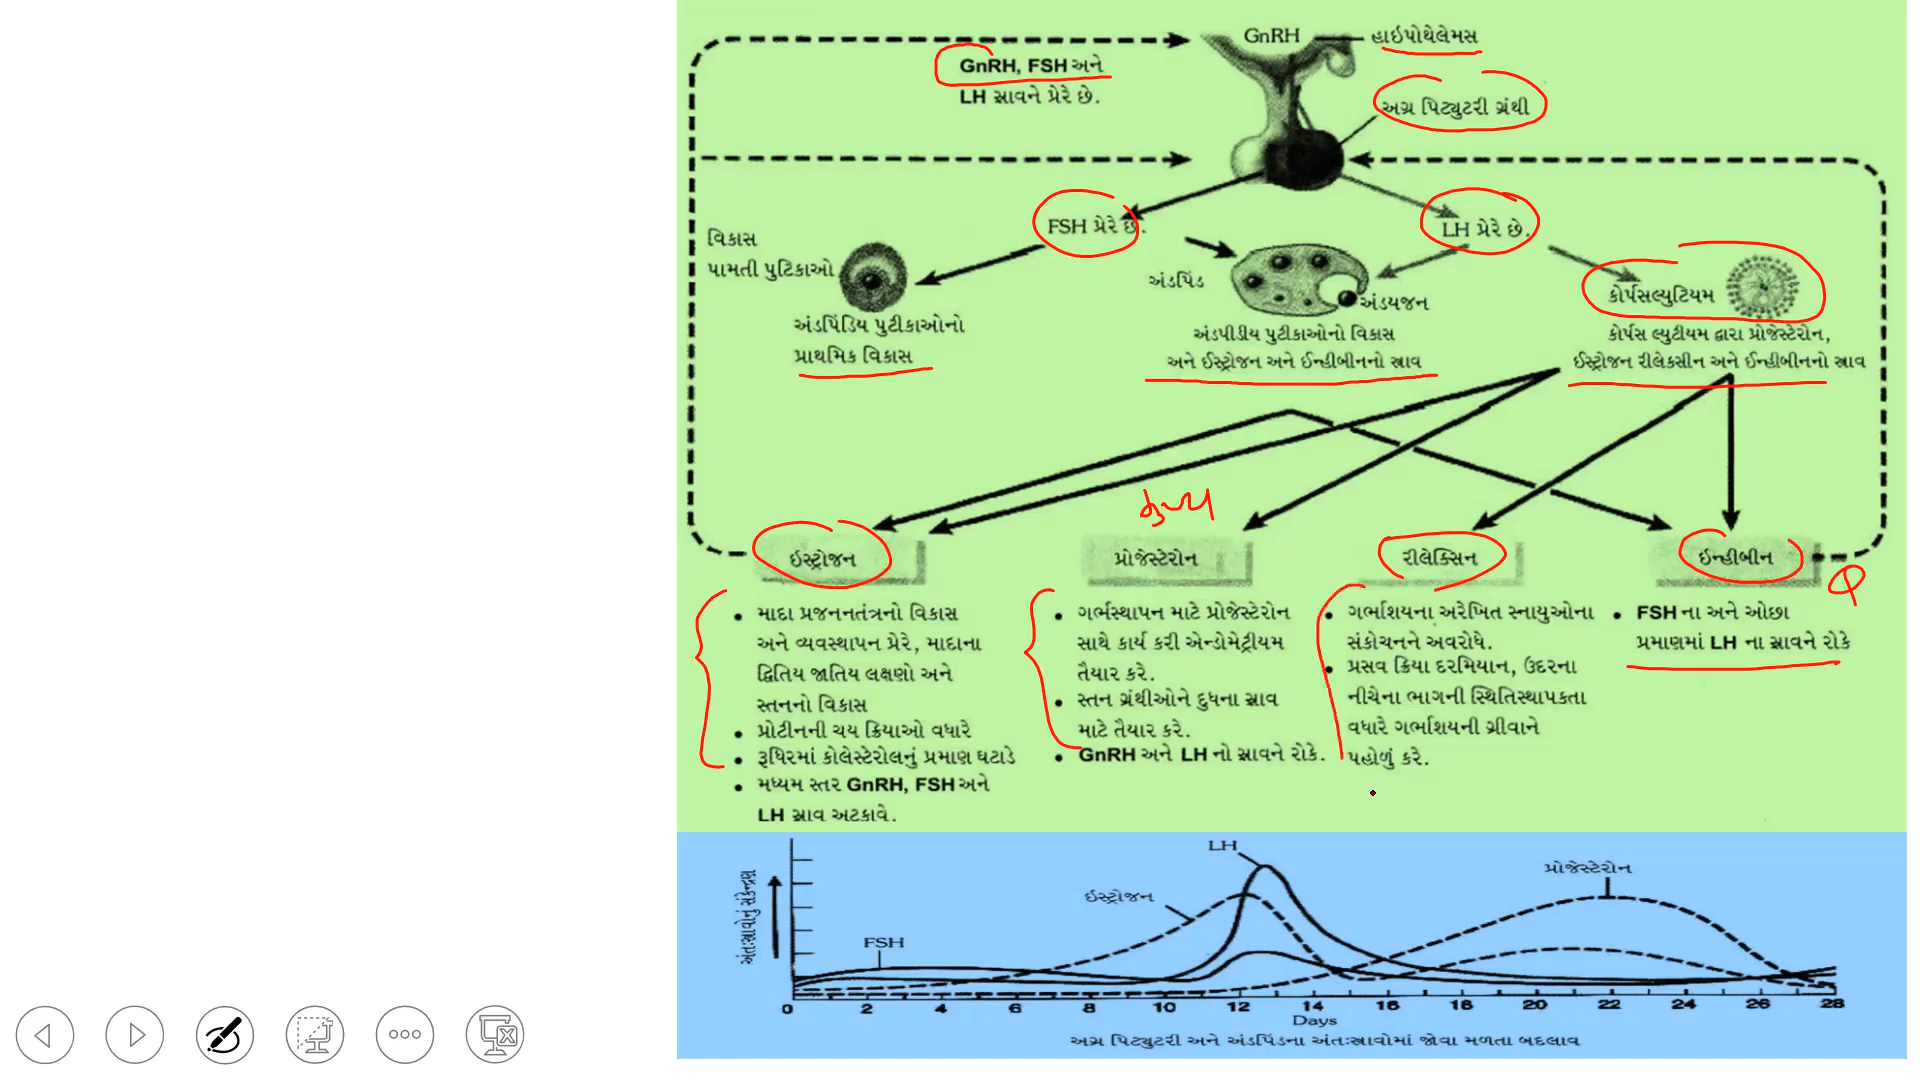 GnRH
હાઇપોથેલેમસ
GnRH, FSH અને
LH સ્રાવને પ્રેરે છે.
અગ્ર પિટ્યુટરી ગ્રંથી
FSH પ્રેરે છે.
LH પ્રેરે છે.
વિકાસ
પામતી પુટિકાઓ
અંડપિંડ
અંડયજન
કોર્પસલ્યુટિયમ
અંડપિંડિય પુટીકાઓનો
પ્રાથમિક વિકાસ
અંડપીડીય પુટીકાઓનો વિકાસ
અને ઈસ્ટ્રોજન અને ઈન્હીબીનનો સ્રાવ
કોર્પસ લ્યુટીયમ દ્વારા પ્રોજેસ્ટેરોન,
ઈસ્ટ્રોજન રીલેકસીન અને ઈન્હીબીનનો સ્રાવ
ઈસ્ટ્રોજન
પ્રોજેસ્ટેરોન
રીલેક્સિન
ઈન્હીબીન
• માદા પ્રજનનતંત્રનો વિકાસ
અને વ્યવસ્થાપન પ્રેરે, માદાના
દ્વિતિય જાતિય લક્ષણો અને
સ્તનનો વિકાસ
• પ્રોટીનની ચય ક્રિયાઓ વધારે
• રૂધિરમાં કોલેસ્ટેરોલનું પ્રમાણ ઘટાડે
• મધ્યમ સ્તર GnRH, FSH અને
LH સ્રાવ અટકાવે.
• ગર્ભસ્થાપન માટે પ્રોજેસ્ટેરોન
સાથે કાર્ય કરી એન્ડોમેટ્રીયમ
તૈયાર કરે.
• સ્તન ગ્રંથીઓને દુધના સ્રાવ
માટે તૈયાર કરે.
• GnRH અને LH નો સ્રાવને રોકે.
• ગર્ભાશયના અરેખિત સ્નાયુઓના
સંકોચનને અવરોધે.
• પ્રસવ ક્રિયા દરમિયાન, ઉદરના
નીચેના ભાગની સ્થિતિસ્થાપકતા
વધારે ગર્ભાશયની ગ્રીવાને
પહોળું કરે.
• FSH ના અને ઓછા
પ્રમાણમાં LH ના સ્રાવને રોકે
અંતઃસ્રાવોનું સંકેન્દ્રણ
FSH
ઈસ્ટ્રોજન
LH
પ્રોજેસ્ટેરોન
0 2 4 6 8 10 12 14 16 18 20 22 24 26 28
Days
અગ્ર પિટ્યુટરી અને અંડપિંડના અંતઃસ્ત્રાવોમાં જોવા મળતા બદલાવ